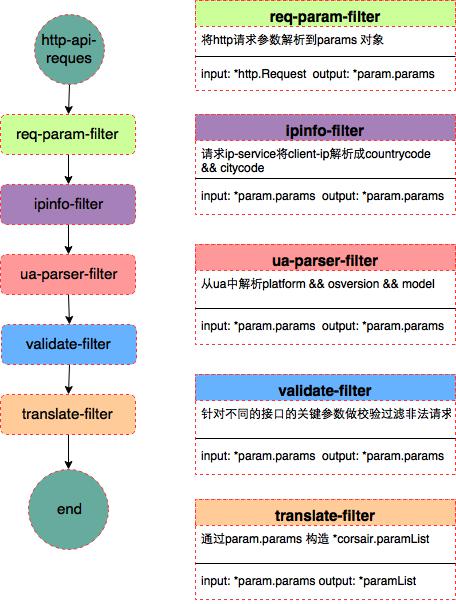 http-api-
reques
req-param-filter
ipinfo-filter
ua-parser-filter
validate-filter
translate-filter
end
req-param-filter
将http请求参数解析到params 对象
input: *http.Request  output: *param.params
ipinfo-filter
请求ip-service将client-ip解析成countrycode
&& citycode
input: *param.params  output: *param.params
ua-parser-filter
从ua中解析platform && osversion && model
input: *param.params  output: *param.params
validate-filter
针对不同的接口的关键参数做校验过滤非法请求
input: *param.params  output: *param.params
translate-filter
通过param.params 构造 *corsair.paramList
input: *param.params output: *paramList